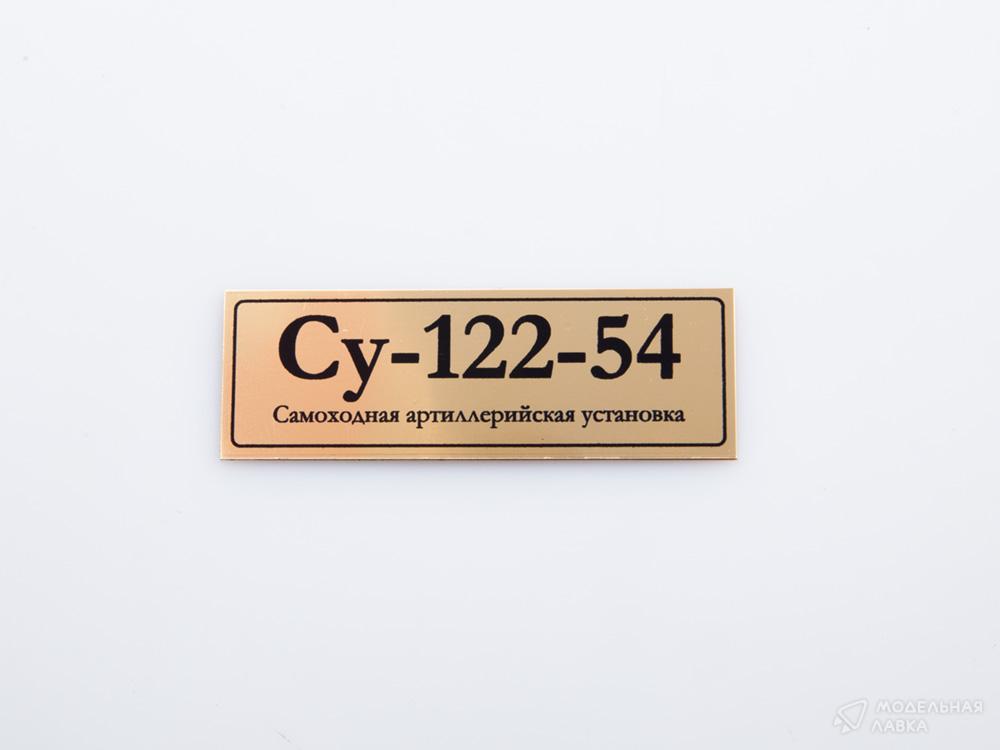 Су-122-54
Самоходная артиллерийская установка
МОДЕЛЬНАЯ
ЛАВКА